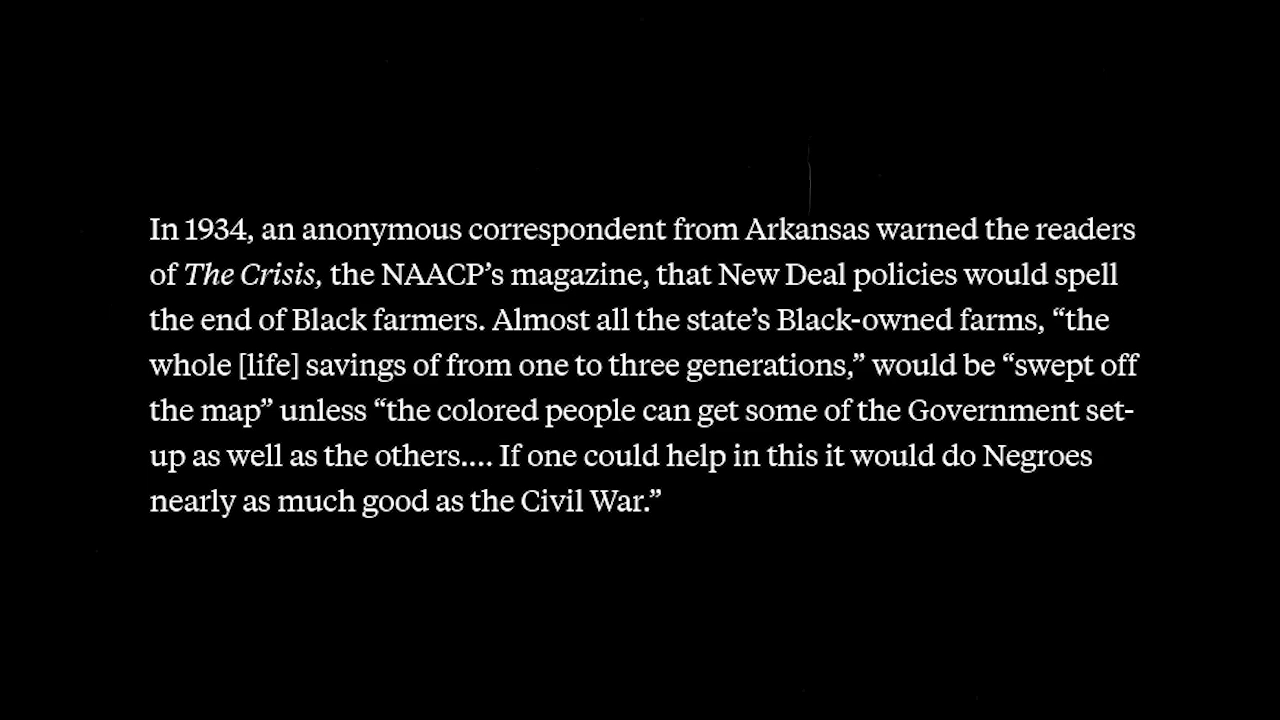 In 1934, an anonymous correspondent from Arkansas warned the readers
of The Crisis, the NAACP’s magazine, that New Deal policies would spell
the end of Black farmers. Almost all the state’s Black-owned farms, “the
whole [life] savings of from one to three generations,” would be “swept off
the map” unless “the colored people can get some of the Government set-
up as well as the others.... If one could help in this it would do Negroes
nearly as much good as the Civil War.”